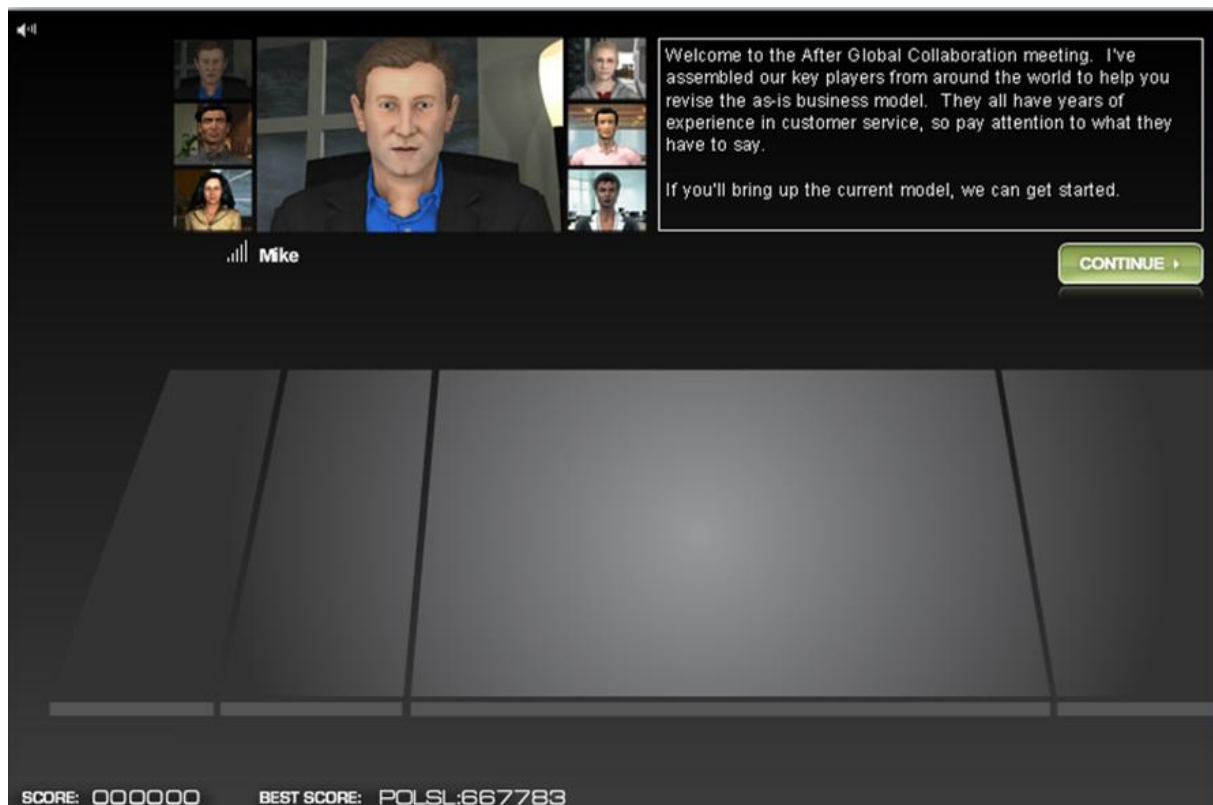 Welcome to the After Global Collaboration meeting. I've
assembled our key players from around the world to help you
revise the as-is business model. They all have years of
experience in customer service, so pay attention to what they
have to say.
If you'll bring up the current model, we can get started.
Mike
CONTINUE
SCORE: 000000 BEST SCORE: POLSL:667783